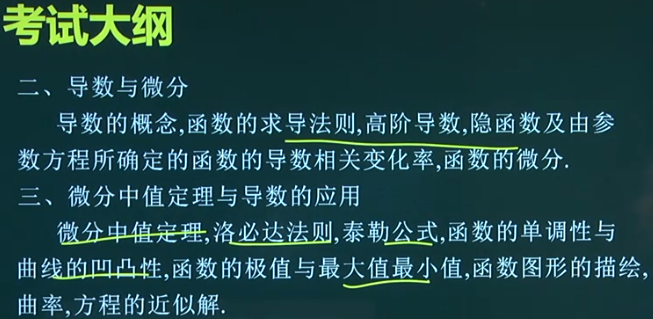 考试大纲
二、导数与微分
导数的概念,函数的求导法则,高阶导数,隐函数及由参
数方程所确定的函数的导数相关变化率,函数的微分.
三、微分中值定理与导数的应用
微分中值定理,洛必达法则,泰勒公式,函数的单调性与
曲线的凹凸性,函数的极值与最大值最小值,函数图形的描绘,
曲率,方程的近似解.